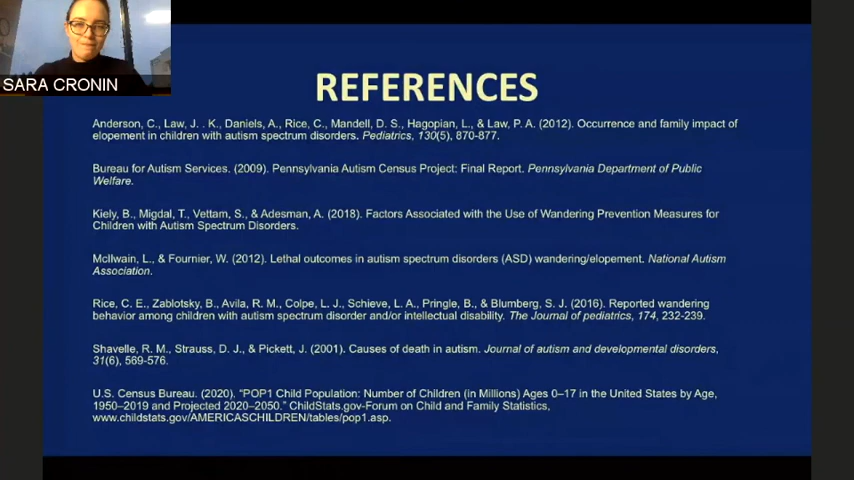 SARA CRONIN
REFERENCES
Anderson, C., Law, J. . K., Daniels, A., Rice, C., Mandell, D. S., Hagopian, L., & Law, P. A. (2012). Occurrence and family impact of
elopement in children with autism spectrum disorders. Pediatrics, 130(5), 870-877.
Bureau for Autism Services. (2009). Pennsylvania Autism Census Project: Final Report. Pennsylvania Department of Public
Welfare.
Kiely, B., Migdal, T., Vettam, S., & Adesman, A. (2018). Factors Associated with the Use of Wandering Prevention Measures for
Children with Autism Spectrum Disorders.
McIlwain, L., & Fournier, W. (2012). Lethal outcomes in autism spectrum disorders (ASD) wandering/elopement. National Autism
Association.
Rice, C. E., Zablotsky, B., Avila, R. M., Colpe, L. J., Schieve, L. A., Pringle, B., & Blumberg, S. J. (2016). Reported wandering
behavior among children with autism spectrum disorder and/or intellectual disability. The Journal of pediatrics, 174, 232-239.
Shavelle, R. M., Strauss, D. J., & Pickett, J. (2001). Causes of death in autism. Journal of autism and developmental disorders,
31(6), 569-576.
U.S. Census Bureau. (2020). “POP1 Child Population: Number of Children (in Millions) Ages 0–17 in the United States by Age,
1950–2019 and Projected 2020–2050.” ChildStats.gov-Forum on Child and Family Statistics,
www.childstats.gov/AMERICASCHILDREN/tables/pop1.asp.